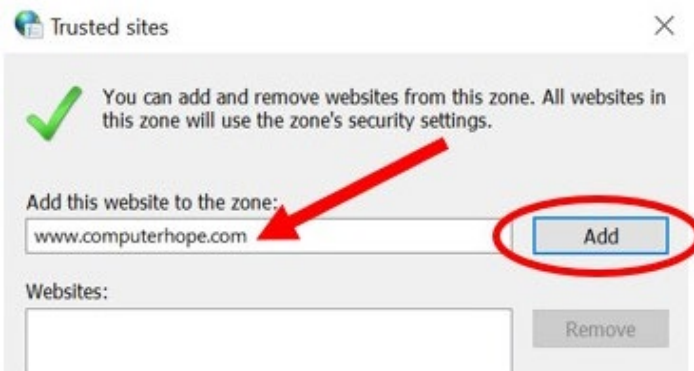 Trusted sites
You can add and remove websites from this zone. All websites in
this zone will use the zone's security settings.
Add this website to the zone:
www.computerhope.com
Add
Websites:
Remove